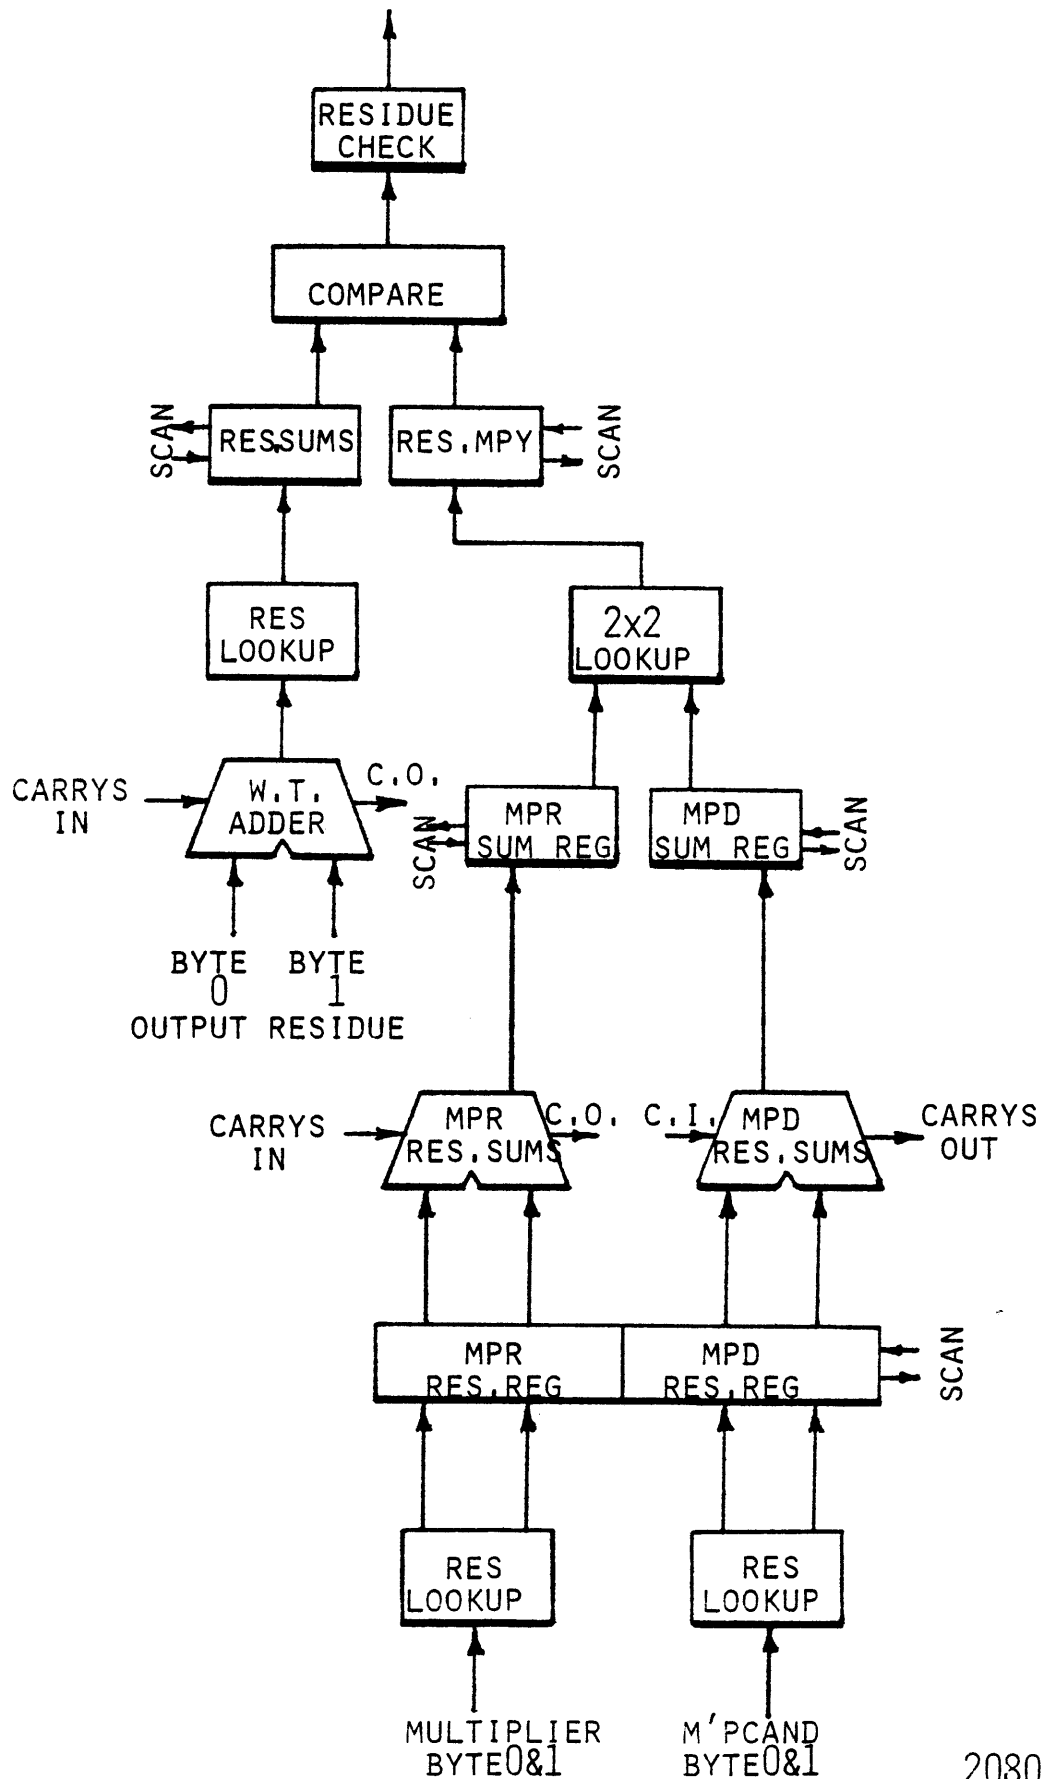 RESIDUE
CHECK
COMPARE
SCAN
RES.SUMS
RES.MPY
SCAN
RES
LOOKUP
2x2
LOOKUP
CARRYS
IN
W.T.
ADDER
C.O.
SCAN
MPR
SUM REG
MPD
SUM REG
SCAN
BYTE
0
BYTE
1
OUTPUT RESIDUE
CARRYS
IN
MPR
RES.SUMS
C.O.
C.I.
MPD
RES.SUMS
CARRYS
OUT
MPR
RES.REG
MPD
RES.REG
SCAN
RES
LOOKUP
RES
LOOKUP
MULTIPLIER
BYTE0&1
M'PCAND
BYTE0&1
2080